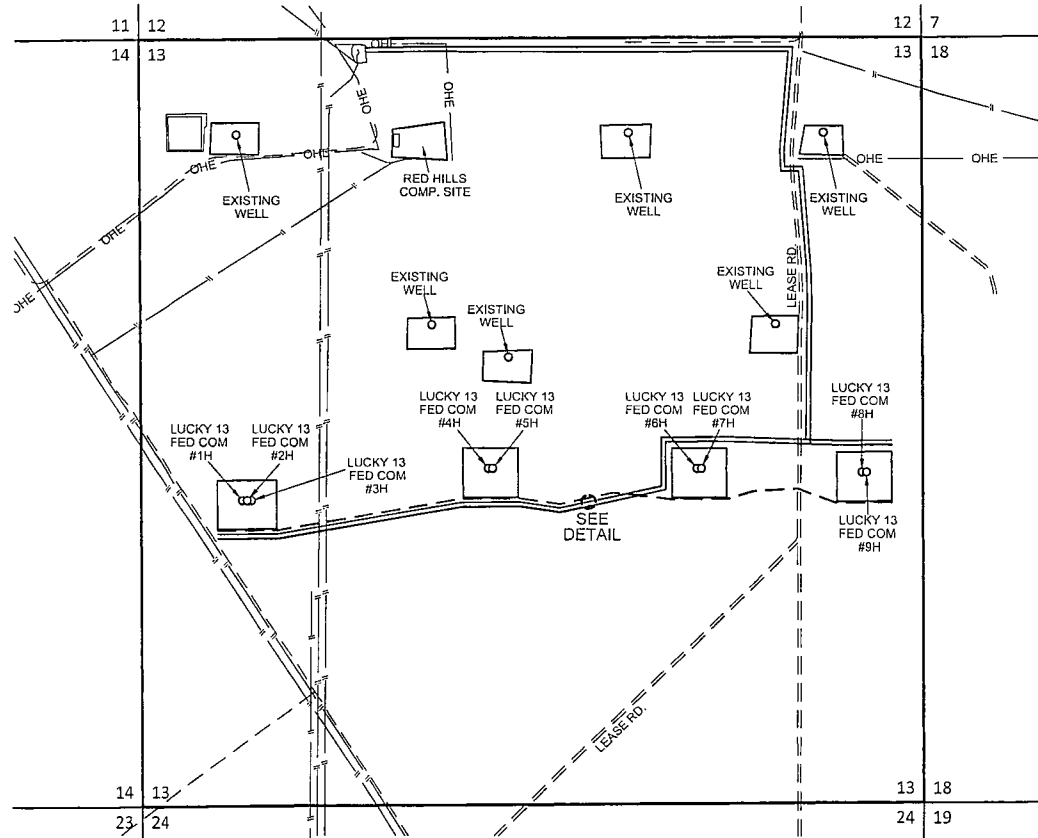 11 12
12 7
14 13
13 18
OHE
OHE
OHE
OHE
OHE
OHE
OHE
OHE
OHE
RED HILLS
COMP. SITE
EXISTING
WELL
EXISTING
WELL
EXISTING
WELL
OHE
LEASE RD.
EXISTING
WELL
EXISTING
WELL
EXISTING
WELL
LUCKY 13
FED COM
#1H
LUCKY 13
FED COM
#2H
LUCKY 13
FED COM
#3H
LUCKY 13
FED COM
#4H
LUCKY 13
FED COM
#5H
LUCKY 13
FED COM
#6H
LUCKY 13
FED COM
#7H
LUCKY 13
FED COM
#8H
SEE
DETAIL
LUCKY 13
FED COM
#9H
LEASE RD.
14 13
13 18
23 24
24 19